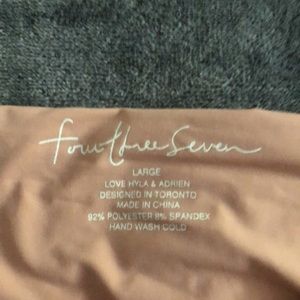 fourthreeseven
LARGE
LOVE HYLA & ADRIEN
DESIGNED IN TORONTO
MADE IN CHINA
92% POLYESTER 8% SPANDEX
HAND WASH COLD